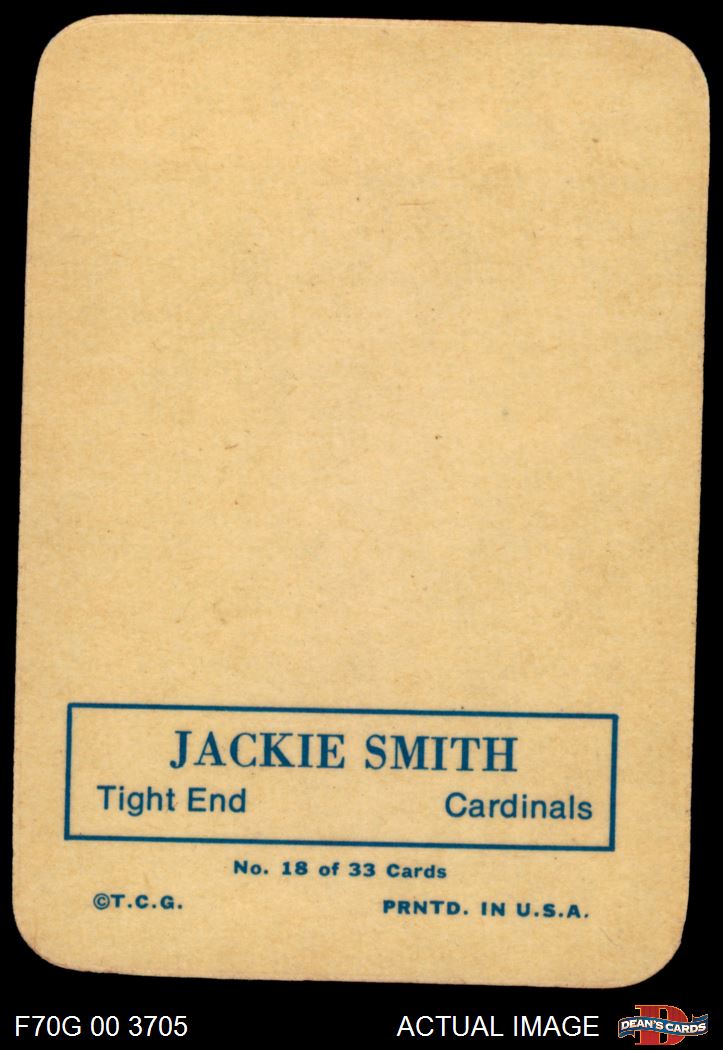 JACKIE SMITH
Tight End Cardinals
No. 18 of 33 Cards
©T.C.G. PRNTD. IN U.S.A.
F70G 00 3705 ACTUAL IMAGE D DEAN'S CARDS